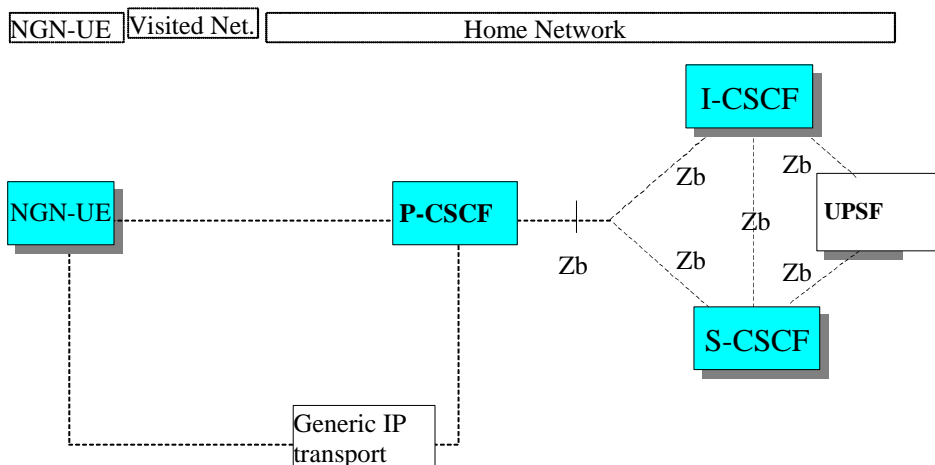 NGN-UE
Visited Net.
Home Network
I-CSCF
Zb
Zb
NGN-UE
P-CSCF
UPSF
Zb
Zb
Zb
Zb
S-CSCF
Generic IP
transport